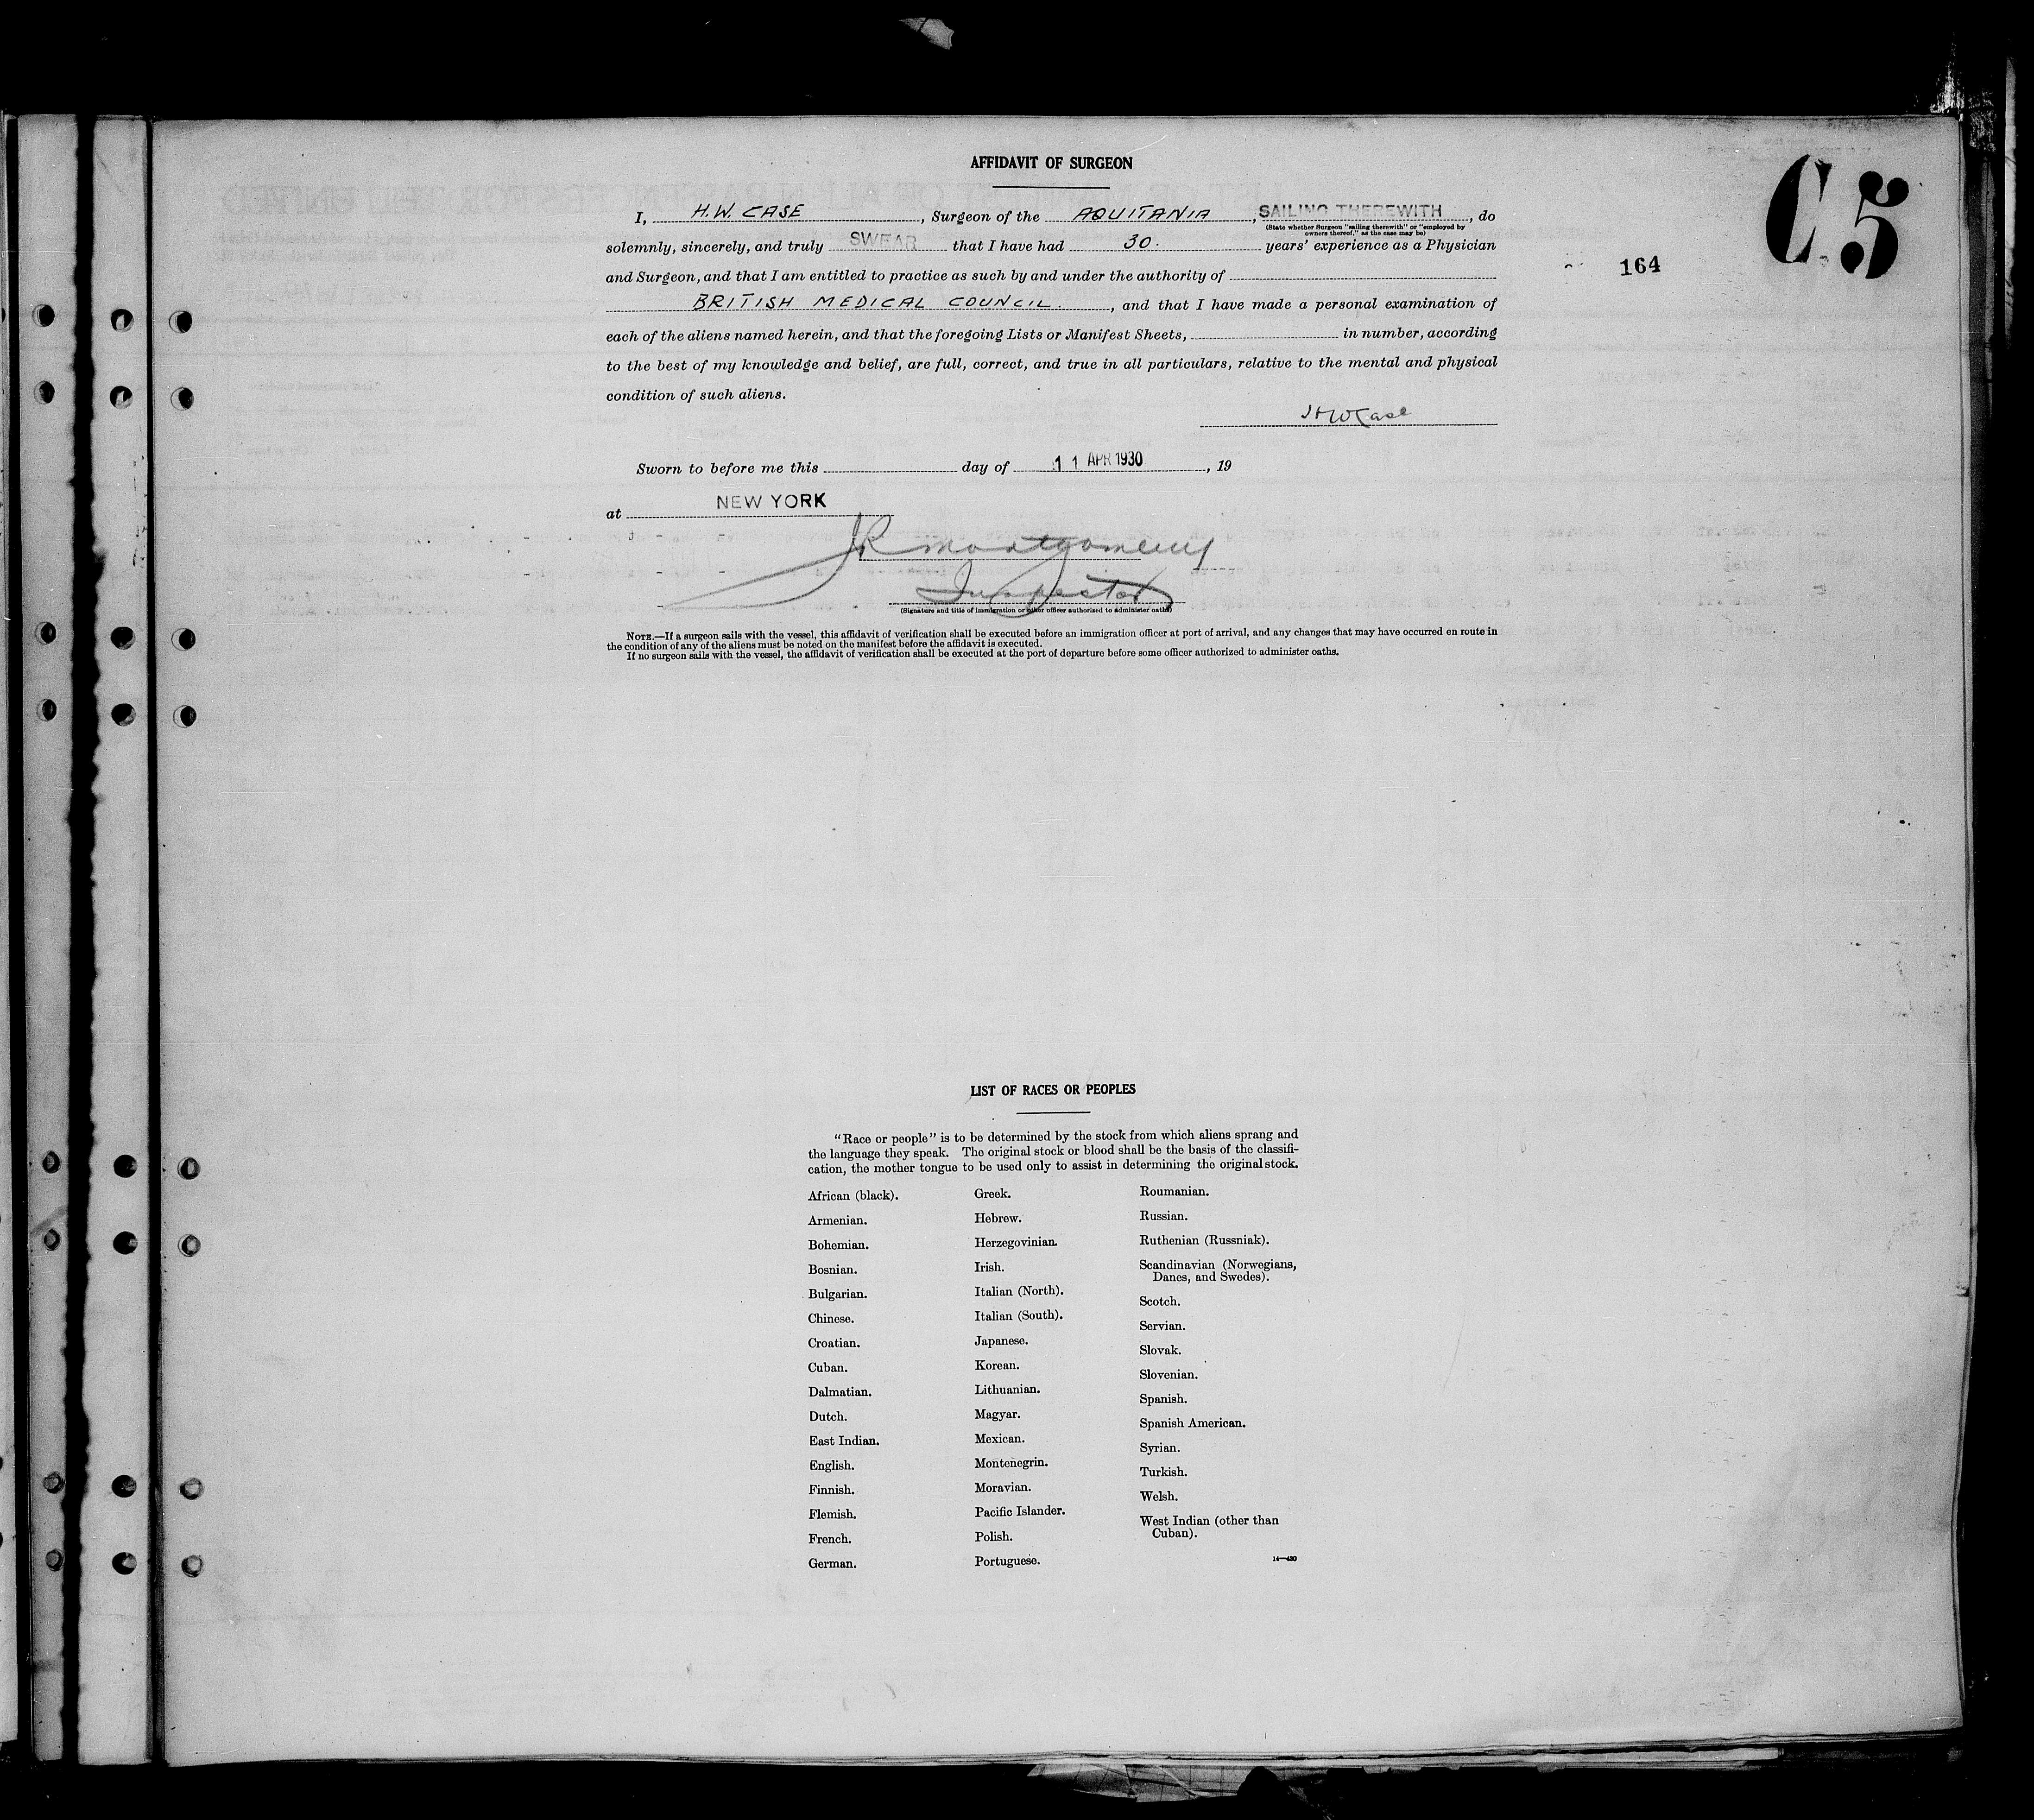 AFFIDAVIT OF SURGEON
C 5
164
I, H.W. CASE, Surgeon of the AQUITANIA, SAILING THEREWITH, do
(State whether Surgeon "sailing therewith" or "employed by
owners thereof," as the case may be)
solemnly, sincerely, and truly SWEAR that I have had 30. years' experience as a Physician
and Surgeon, and that I am entitled to practice as such by and under the authority of
BRITISH MEDICAL COUNCIL., and that I have made a personal examination of
each of the aliens named herein, and that the foregoing Lists or Manifest Sheets, in number, according
to the best of my knowledge and belief, are full, correct, and true in all particulars, relative to the mental and physical
condition of such aliens.
HWCase
Sworn to before me this day of 11 APR 1930, 19
at NEW YORK
JR Montgomery
Inspector
(Signature and title of immigration or other officer authorized to administer oaths)
NOTE.—If a surgeon sails with the vessel, this affidavit of verification shall be executed before an immigration officer at port of arrival, and any changes that may have occurred en route in
the condition of any of the aliens must be noted on the manifest before the affidavit is executed.
If no surgeon sails with the vessel, the affidavit of verification shall be executed at the port of departure before some officer authorized to administer oaths.
LIST OF RACES OR PEOPLES
"Race or people" is to be determined by the stock from which aliens sprang and
the language they speak. The original stock or blood shall be the basis of the classifi-
cation, the mother tongue to be used only to assist in determining the original stock.
African (black).
Armenian.
Bohemian.
Bosnian.
Bulgarian.
Chinese.
Croatian.
Cuban.
Dalmatian.
Dutch.
East Indian.
English.
Finnish.
Flemish.
French.
German.
Greek.
Hebrew.
Herzegovinian.
Irish.
Italian (North).
Italian (South).
Japanese.
Korean.
Lithuanian.
Magyar.
Mexican.
Montenegrin.
Moravian.
Pacific Islander.
Polish.
Portuguese.
Roumanian.
Russian.
Ruthenian (Russniak).
Scandinavian (Norwegians,
Danes, and Swedes).
Scotch.
Servian.
Slovak.
Slovenian.
Spanish.
Spanish American.
Syrian.
Turkish.
Welsh.
West Indian (other than
Cuban).
14—430